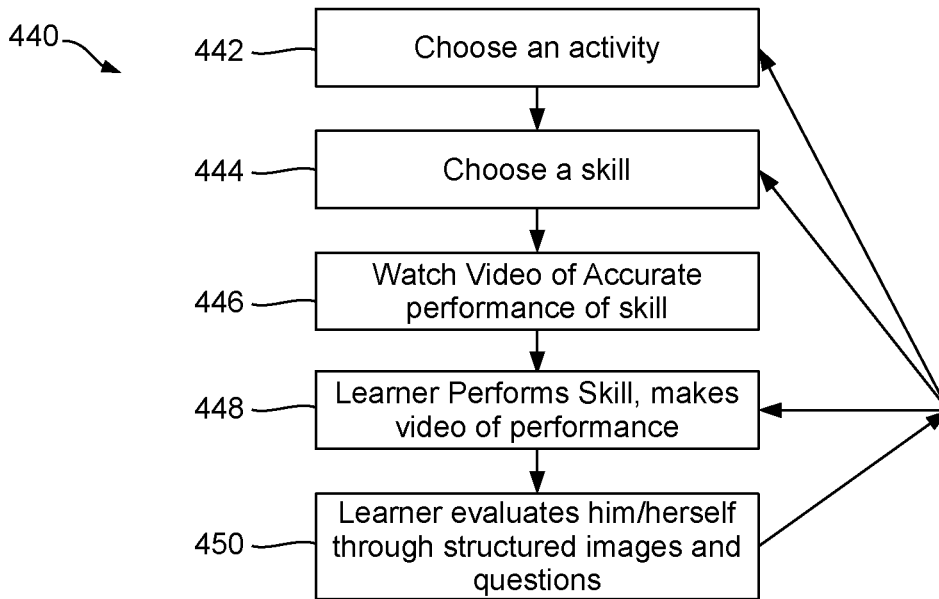 440
442
Choose an activity
444
Choose a skill
446
Watch Video of Accurate
performance of skill
448
Learner Performs Skill, makes
video of performance
450
Learner evaluates him/herself
through structured images and
questions